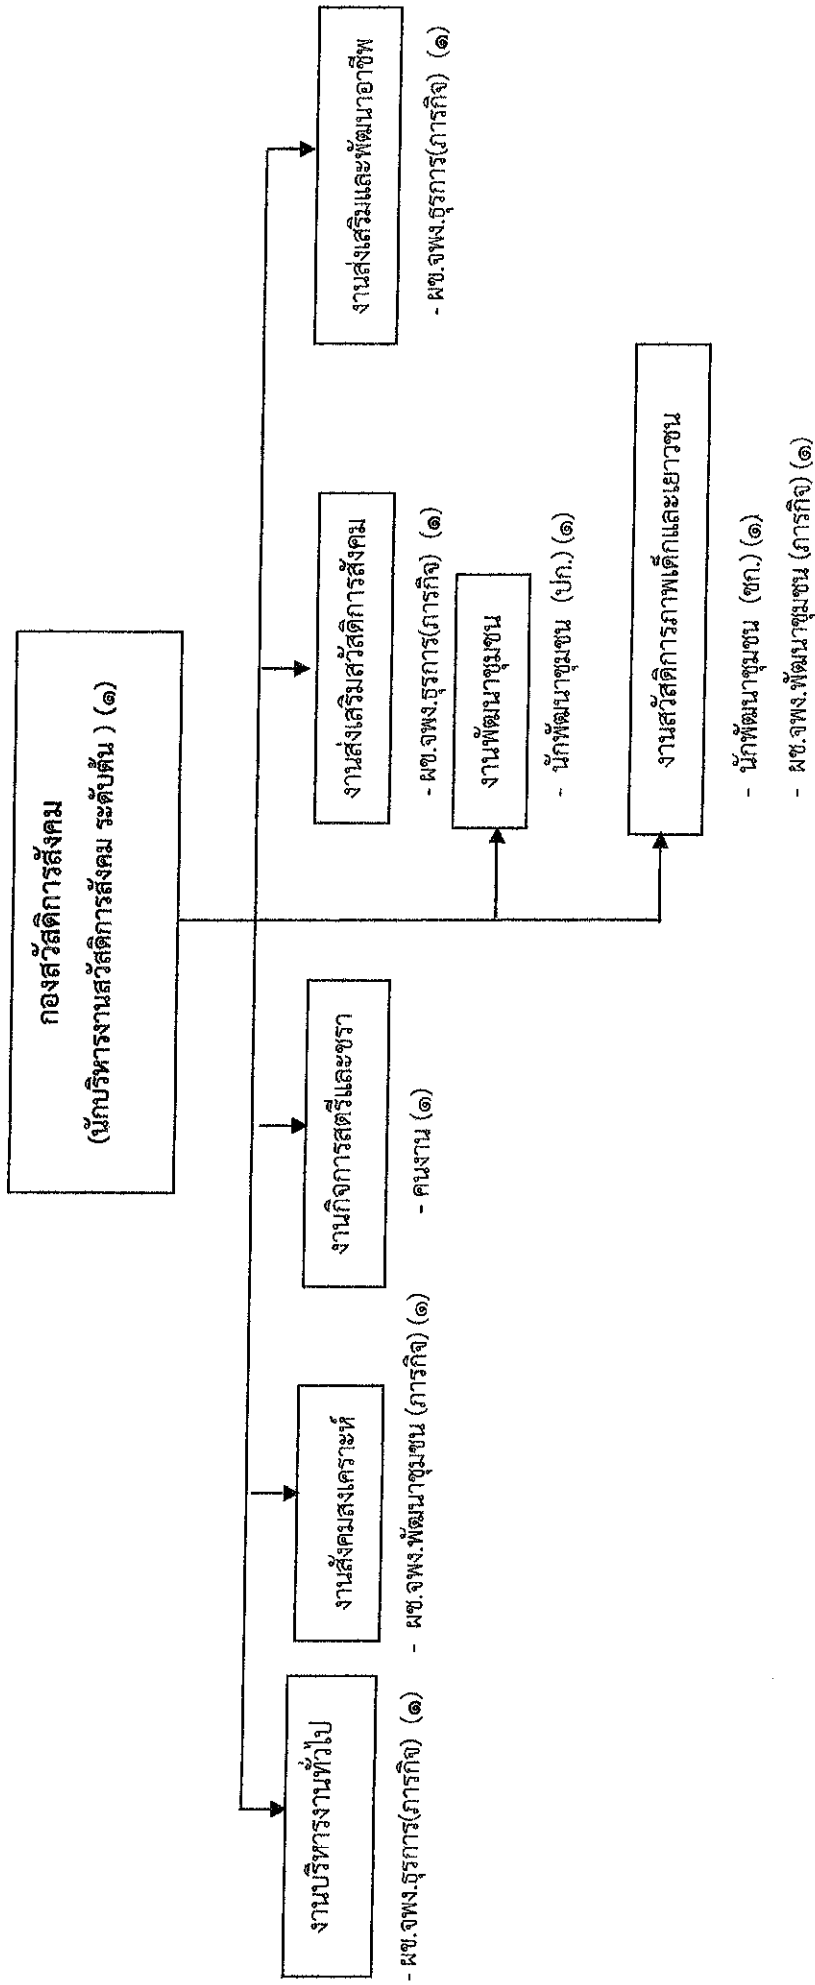 กองสวัสดิการสังคม
(นักบริหารงานสวัสดิการสังคม ระดับต้น ) (๑)
งานบริหารงานทั่วไป
- ผช.จพง.ธุรการ(ภารกิจ) (๑)
งานสังคมสงเคราะห์
- ผช.จพง.พัฒนาชุมชน (ภารกิจ) (๑)
งานกิจการสตรีและชรา
- คนงาน (๑)
งานส่งเสริมสวัสดิการสังคม
- ผช.จพง.ธุรการ(ภารกิจ) (๑)
งานส่งเสริมและพัฒนาอาชีพ
- ผช.จพง.ธุรการ(ภารกิจ) (๑)
งานพัฒนาชุมชน
- นักพัฒนาชุมชน (ปก.) (๑)
งานสวัสดิการภาพเด็กและเยาวชน
- นักพัฒนาชุมชน (ชก.) (๑)
- ผช.จพง.พัฒนาชุมชน (ภารกิจ) (๑)